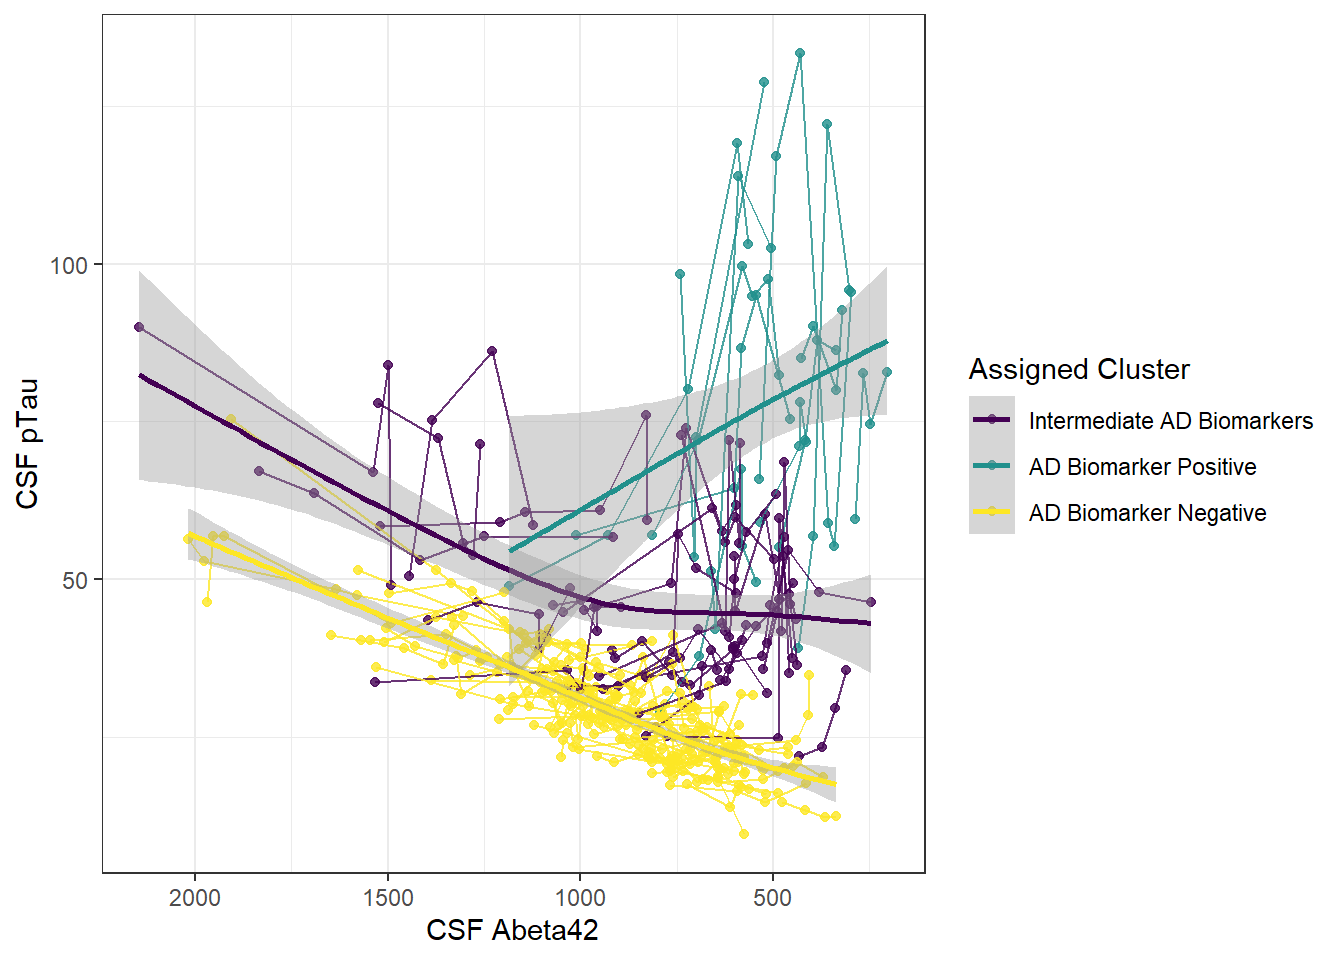 CSF pTau
100
50
2000
1500
1000
500
CSF Abeta42
Assigned Cluster
Intermediate AD Biomarkers
AD Biomarker Positive
AD Biomarker Negative